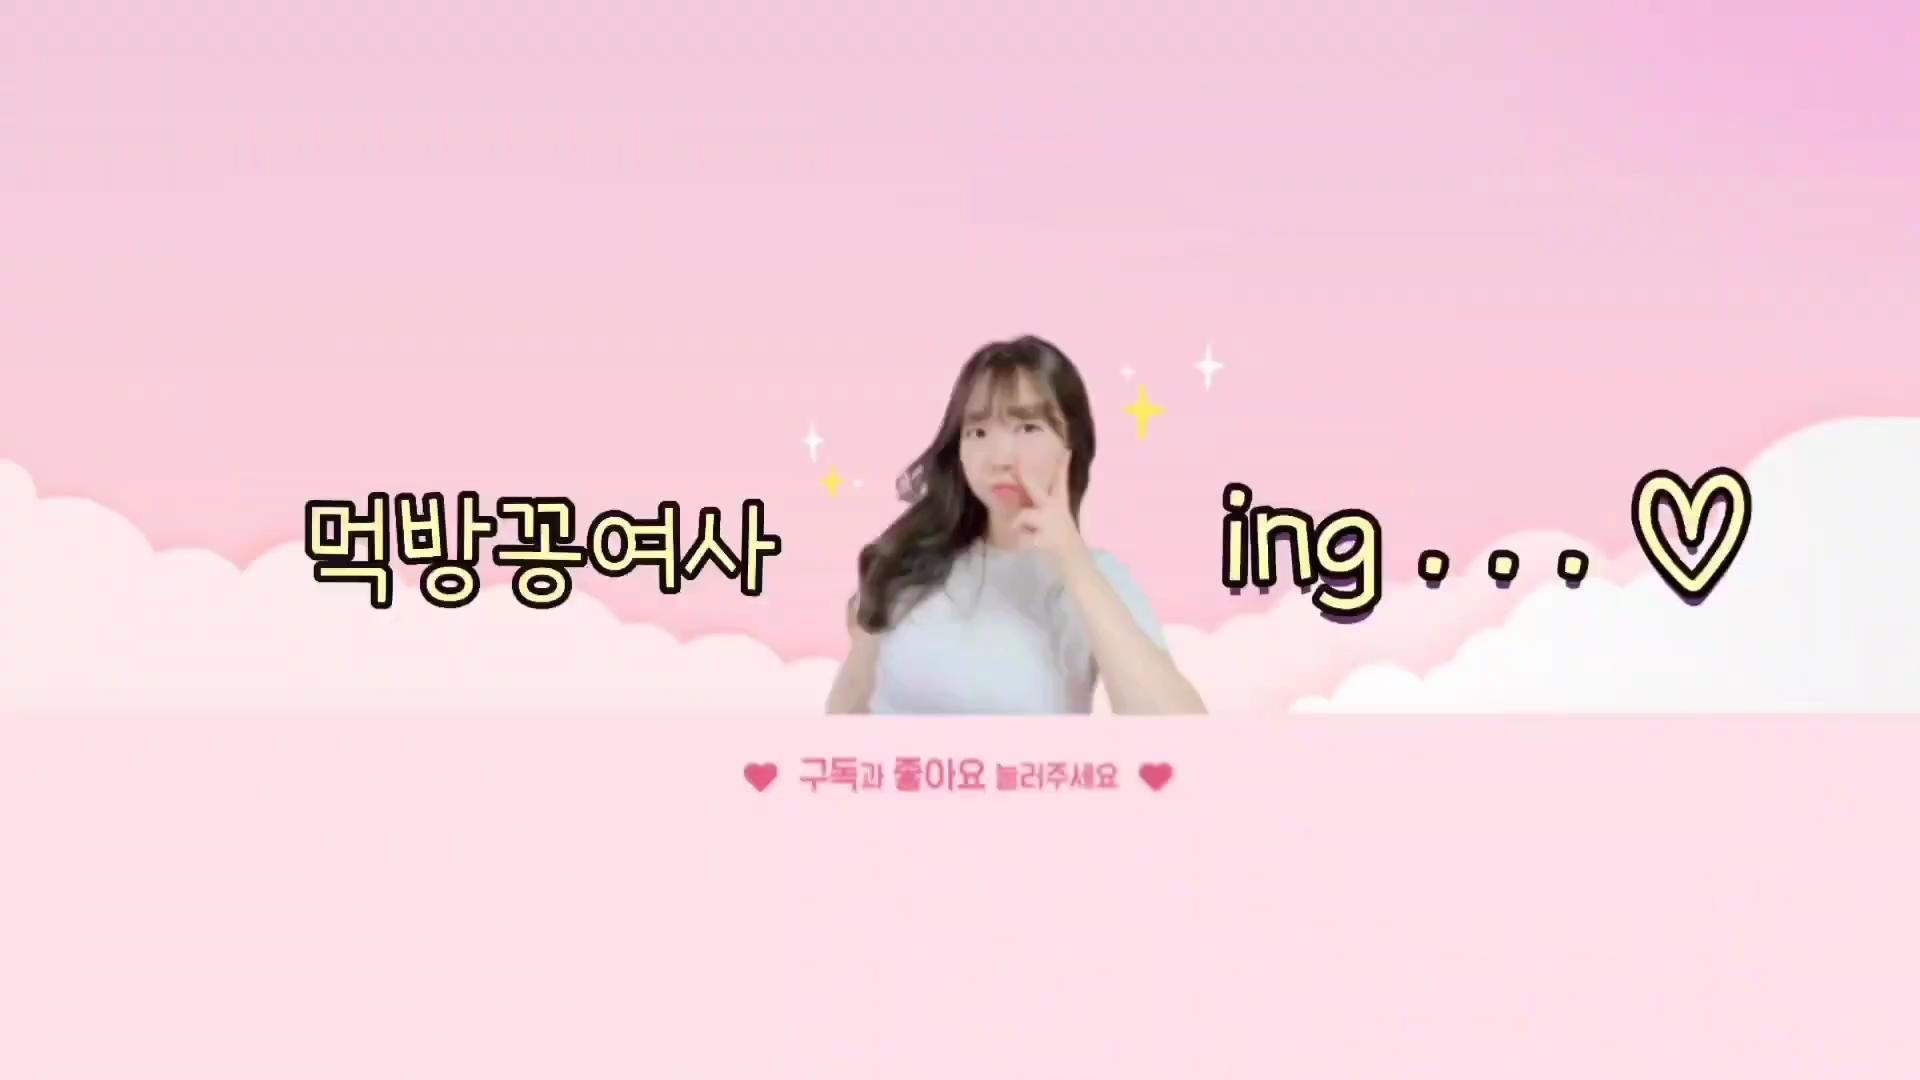 먹방꽁여사 ing . . . ♡
♥ 구독과 좋아요 눌러주세요 ♥